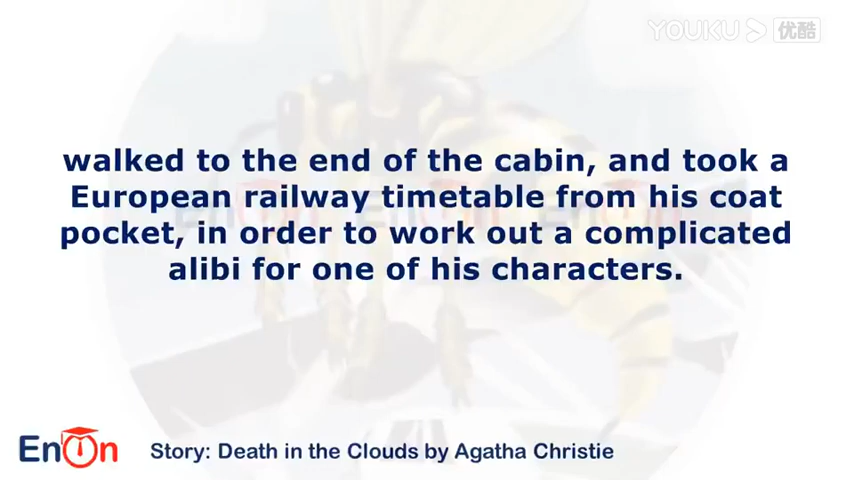 YOUKU 优酷
walked to the end of the cabin, and took a
European railway timetable from his coat
pocket, in order to work out a complicated
alibi for one of his characters.
EnOn
Story: Death in the Clouds by Agatha Christie